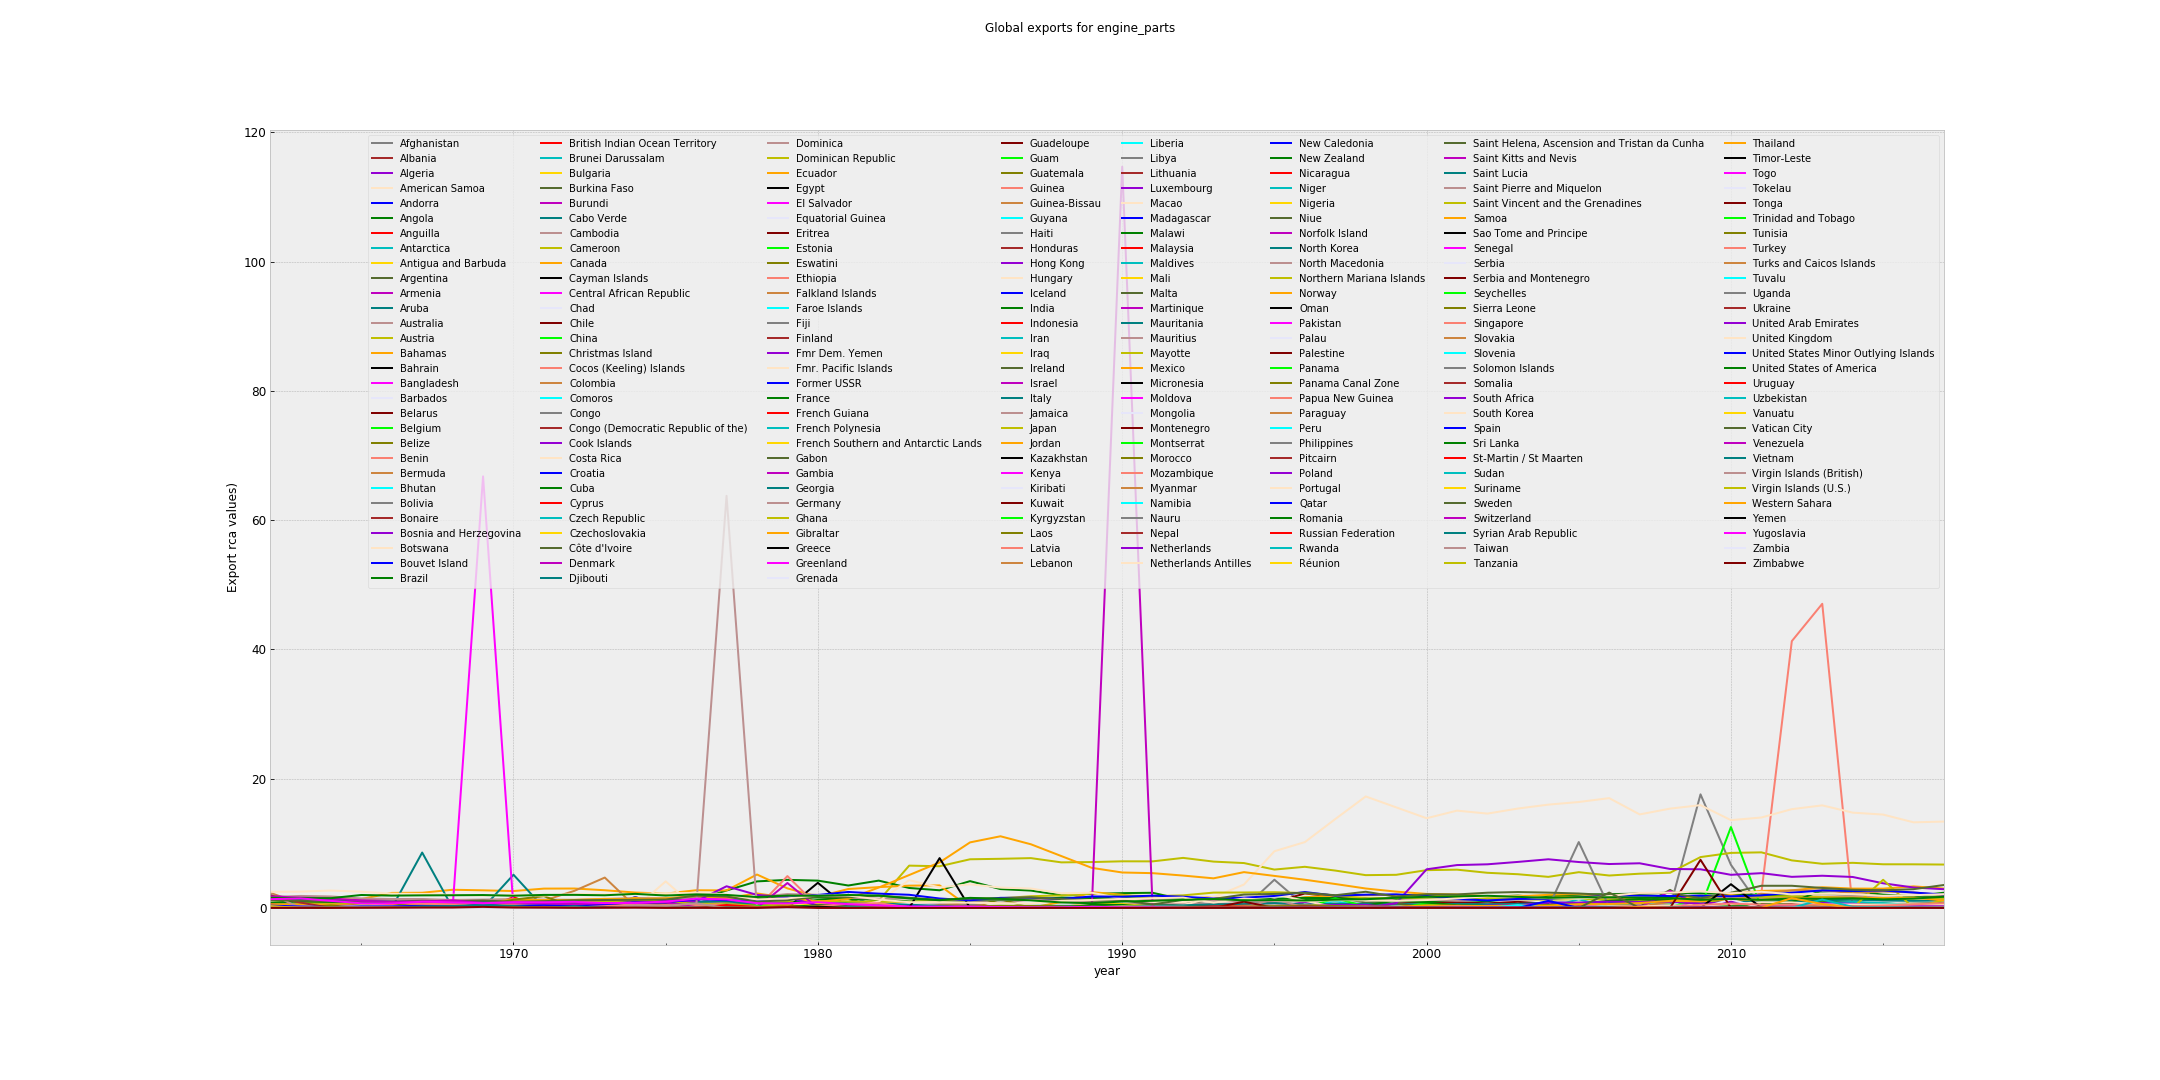 Global exports for engine_parts
120
100
80
60
40
20
0
Export rca values)
Afghanistan
Albania
Algeria
American Samoa
Andorra
Angola
Anguilla
Antarctica
Antigua and Barbuda
Argentina
Armenia
Aruba
Australia
Austria
Bahamas
Bahrain
Bangladesh
Barbados
Belarus
Belgium
Belize
Benin
Bermuda
Bhutan
Bolivia
Bonaire
Bosnia and Herzegovina
Botswana
Bouvet Island
Brazil
British Indian Ocean Territory
Brunei Darussalam
Bulgaria
Burkina Faso
Burundi
Cabo Verde
Cambodia
Cameroon
Canada
Cayman Islands
Central African Republic
Chad
Chile
China
Christmas Island
Cocos (Keeling) Islands
Colombia
Comoros
Congo
Congo (Democratic Republic of the)
Cook Islands
Costa Rica
Croatia
Cuba
Cyprus
Czech Republic
Czechoslovakia
Côte d'Ivoire
Denmark
Djibouti
Dominica
Dominican Republic
Ecuador
Egypt
El Salvador
Equatorial Guinea
Eritrea
Estonia
Eswatini
Ethiopia
Falkland Islands
Faroe Islands
Fiji
Finland
Fmr Dem. Yemen
Fmr. Pacific Islands
Former USSR
France
French Guiana
French Polynesia
French Southern and Antarctic Lands
Gabon
Gambia
Georgia
Germany
Ghana
Gibraltar
Greece
Greenland
Grenada
Guadeloupe
Guam
Guatemala
Guinea
Guinea-Bissau
Guyana
Haiti
Honduras
Hong Kong
Hungary
Iceland
India
Indonesia
Iran
Iraq
Ireland
Israel
Italy
Jamaica
Japan
Jordan
Kazakhstan
Kenya
Kiribati
Kuwait
Kyrgyzstan
Laos
Latvia
Lebanon
Liberia
Libya
Lithuania
Luxembourg
Macao
Madagascar
Malawi
Malaysia
Maldives
Mali
Malta
Martinique
Mauritania
Mauritius
Mayotte
Mexico
Micronesia
Moldova
Mongolia
Montenegro
Montserrat
Morocco
Mozambique
Myanmar
Namibia
Nauru
Nepal
Netherlands
Netherlands Antilles
New Caledonia
New Zealand
Nicaragua
Niger
Nigeria
Niue
Norfolk Island
North Korea
North Macedonia
Northern Mariana Islands
Norway
Oman
Pakistan
Palau
Palestine
Panama
Panama Canal Zone
Papua New Guinea
Paraguay
Peru
Philippines
Pitcairn
Poland
Portugal
Qatar
Romania
Russian Federation
Rwanda
Réunion
Saint Helena, Ascension and Tristan da Cunha
Saint Kitts and Nevis
Saint Lucia
Saint Pierre and Miquelon
Saint Vincent and the Grenadines
Samoa
Sao Tome and Principe
Senegal
Serbia
Serbia and Montenegro
Seychelles
Sierra Leone
Singapore
Slovakia
Slovenia
Solomon Islands
Somalia
South Africa
South Korea
Spain
Sri Lanka
St-Martin / St Maarten
Sudan
Suriname
Sweden
Switzerland
Syrian Arab Republic
Taiwan
Tanzania
Thailand
Timor-Leste
Togo
Tokelau
Tonga
Trinidad and Tobago
Tunisia
Turkey
Turks and Caicos Islands
Tuvalu
Uganda
Ukraine
United Arab Emirates
United Kingdom
United States Minor Outlying Islands
United States of America
Uruguay
Uzbekistan
Vanuatu
Vatican City
Venezuela
Vietnam
Virgin Islands (British)
Virgin Islands (U.S.)
Western Sahara
Yemen
Yugoslavia
Zambia
Zimbabwe
1970
1980
1990
2000
2010
year